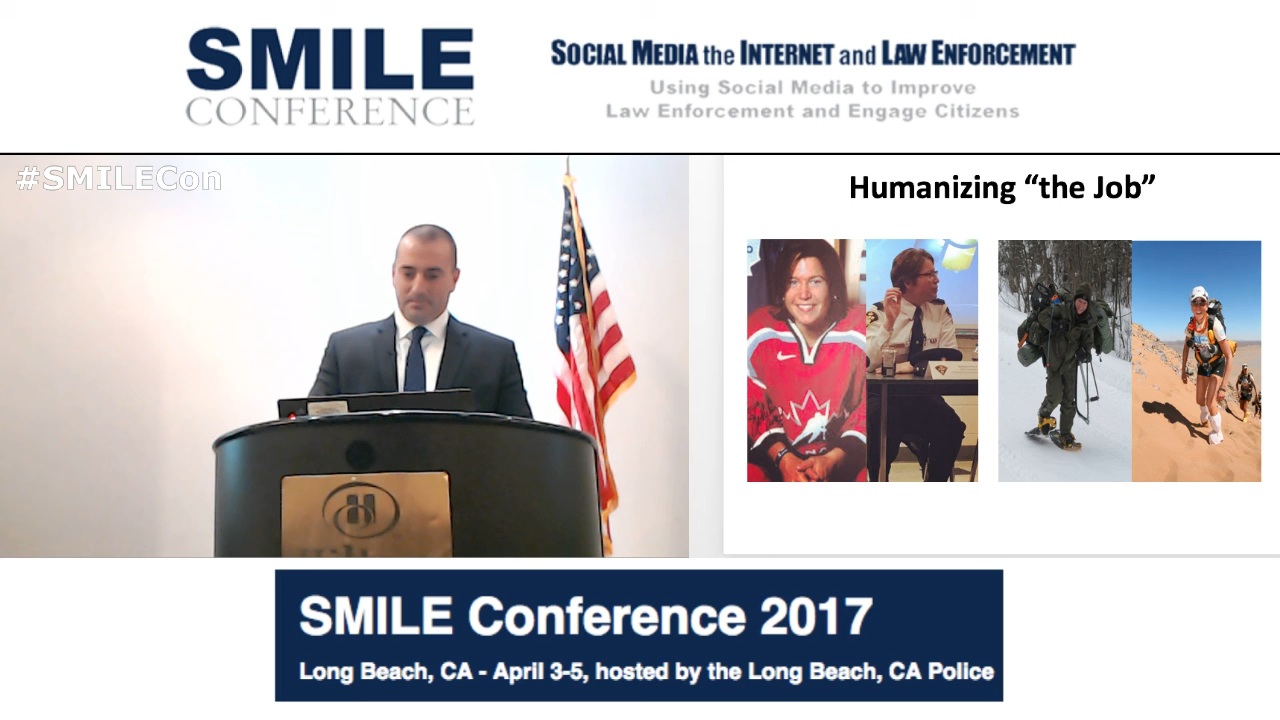 SMILE
CONFERENCE
SOCIAL MEDIA the INTERNET and LAW ENFORCEMENT
Using Social Media to Improve
Law Enforcement and Engage Citizens
#SMILECon
Humanizing “the Job”
SMILE Conference 2017
Long Beach, CA - April 3-5, hosted by the Long Beach, CA Police